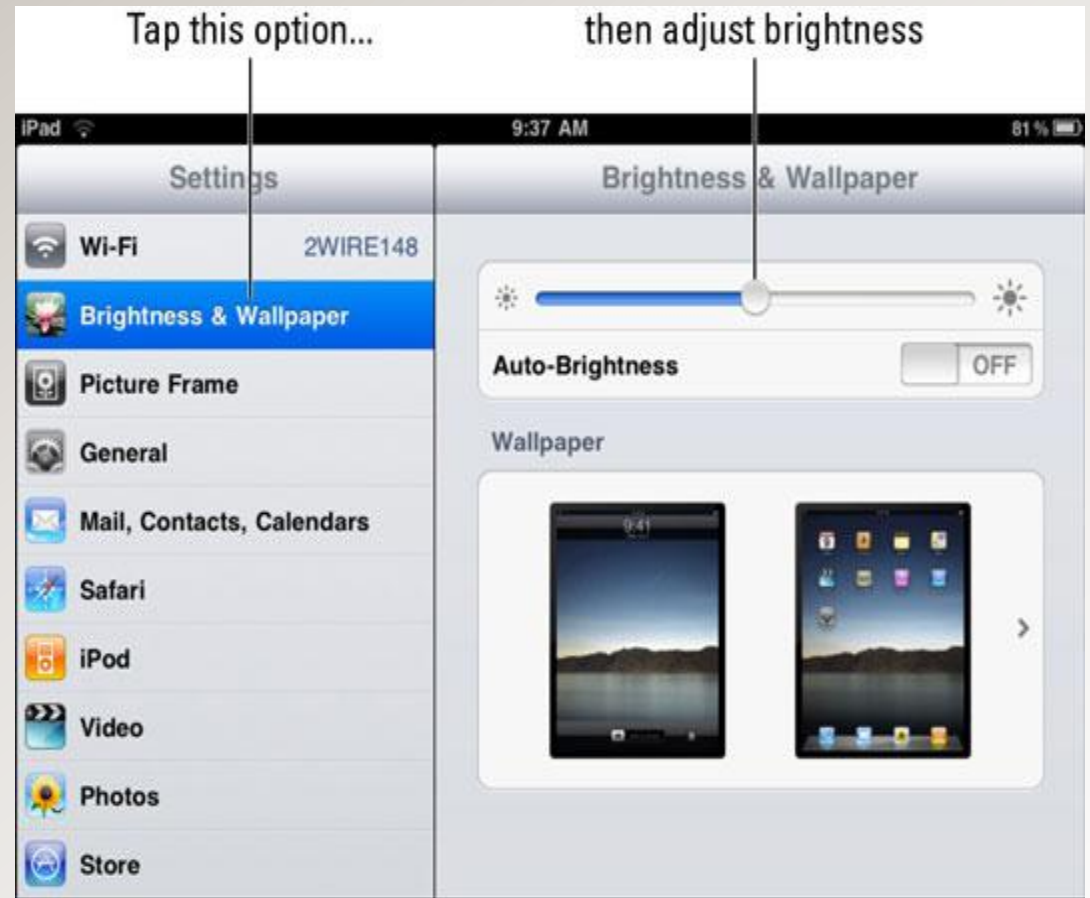 Tap this option... then adjust brightness
iPad 9:37 AM 81%
Settings
Wi-Fi 2WIRE148
Brightness & Wallpaper
Picture Frame
General
Mail, Contacts, Calendars
Safari
iPod
Video
Photos
Store
Brightness & Wallpaper
Auto-Brightness OFF
Wallpaper
9:41